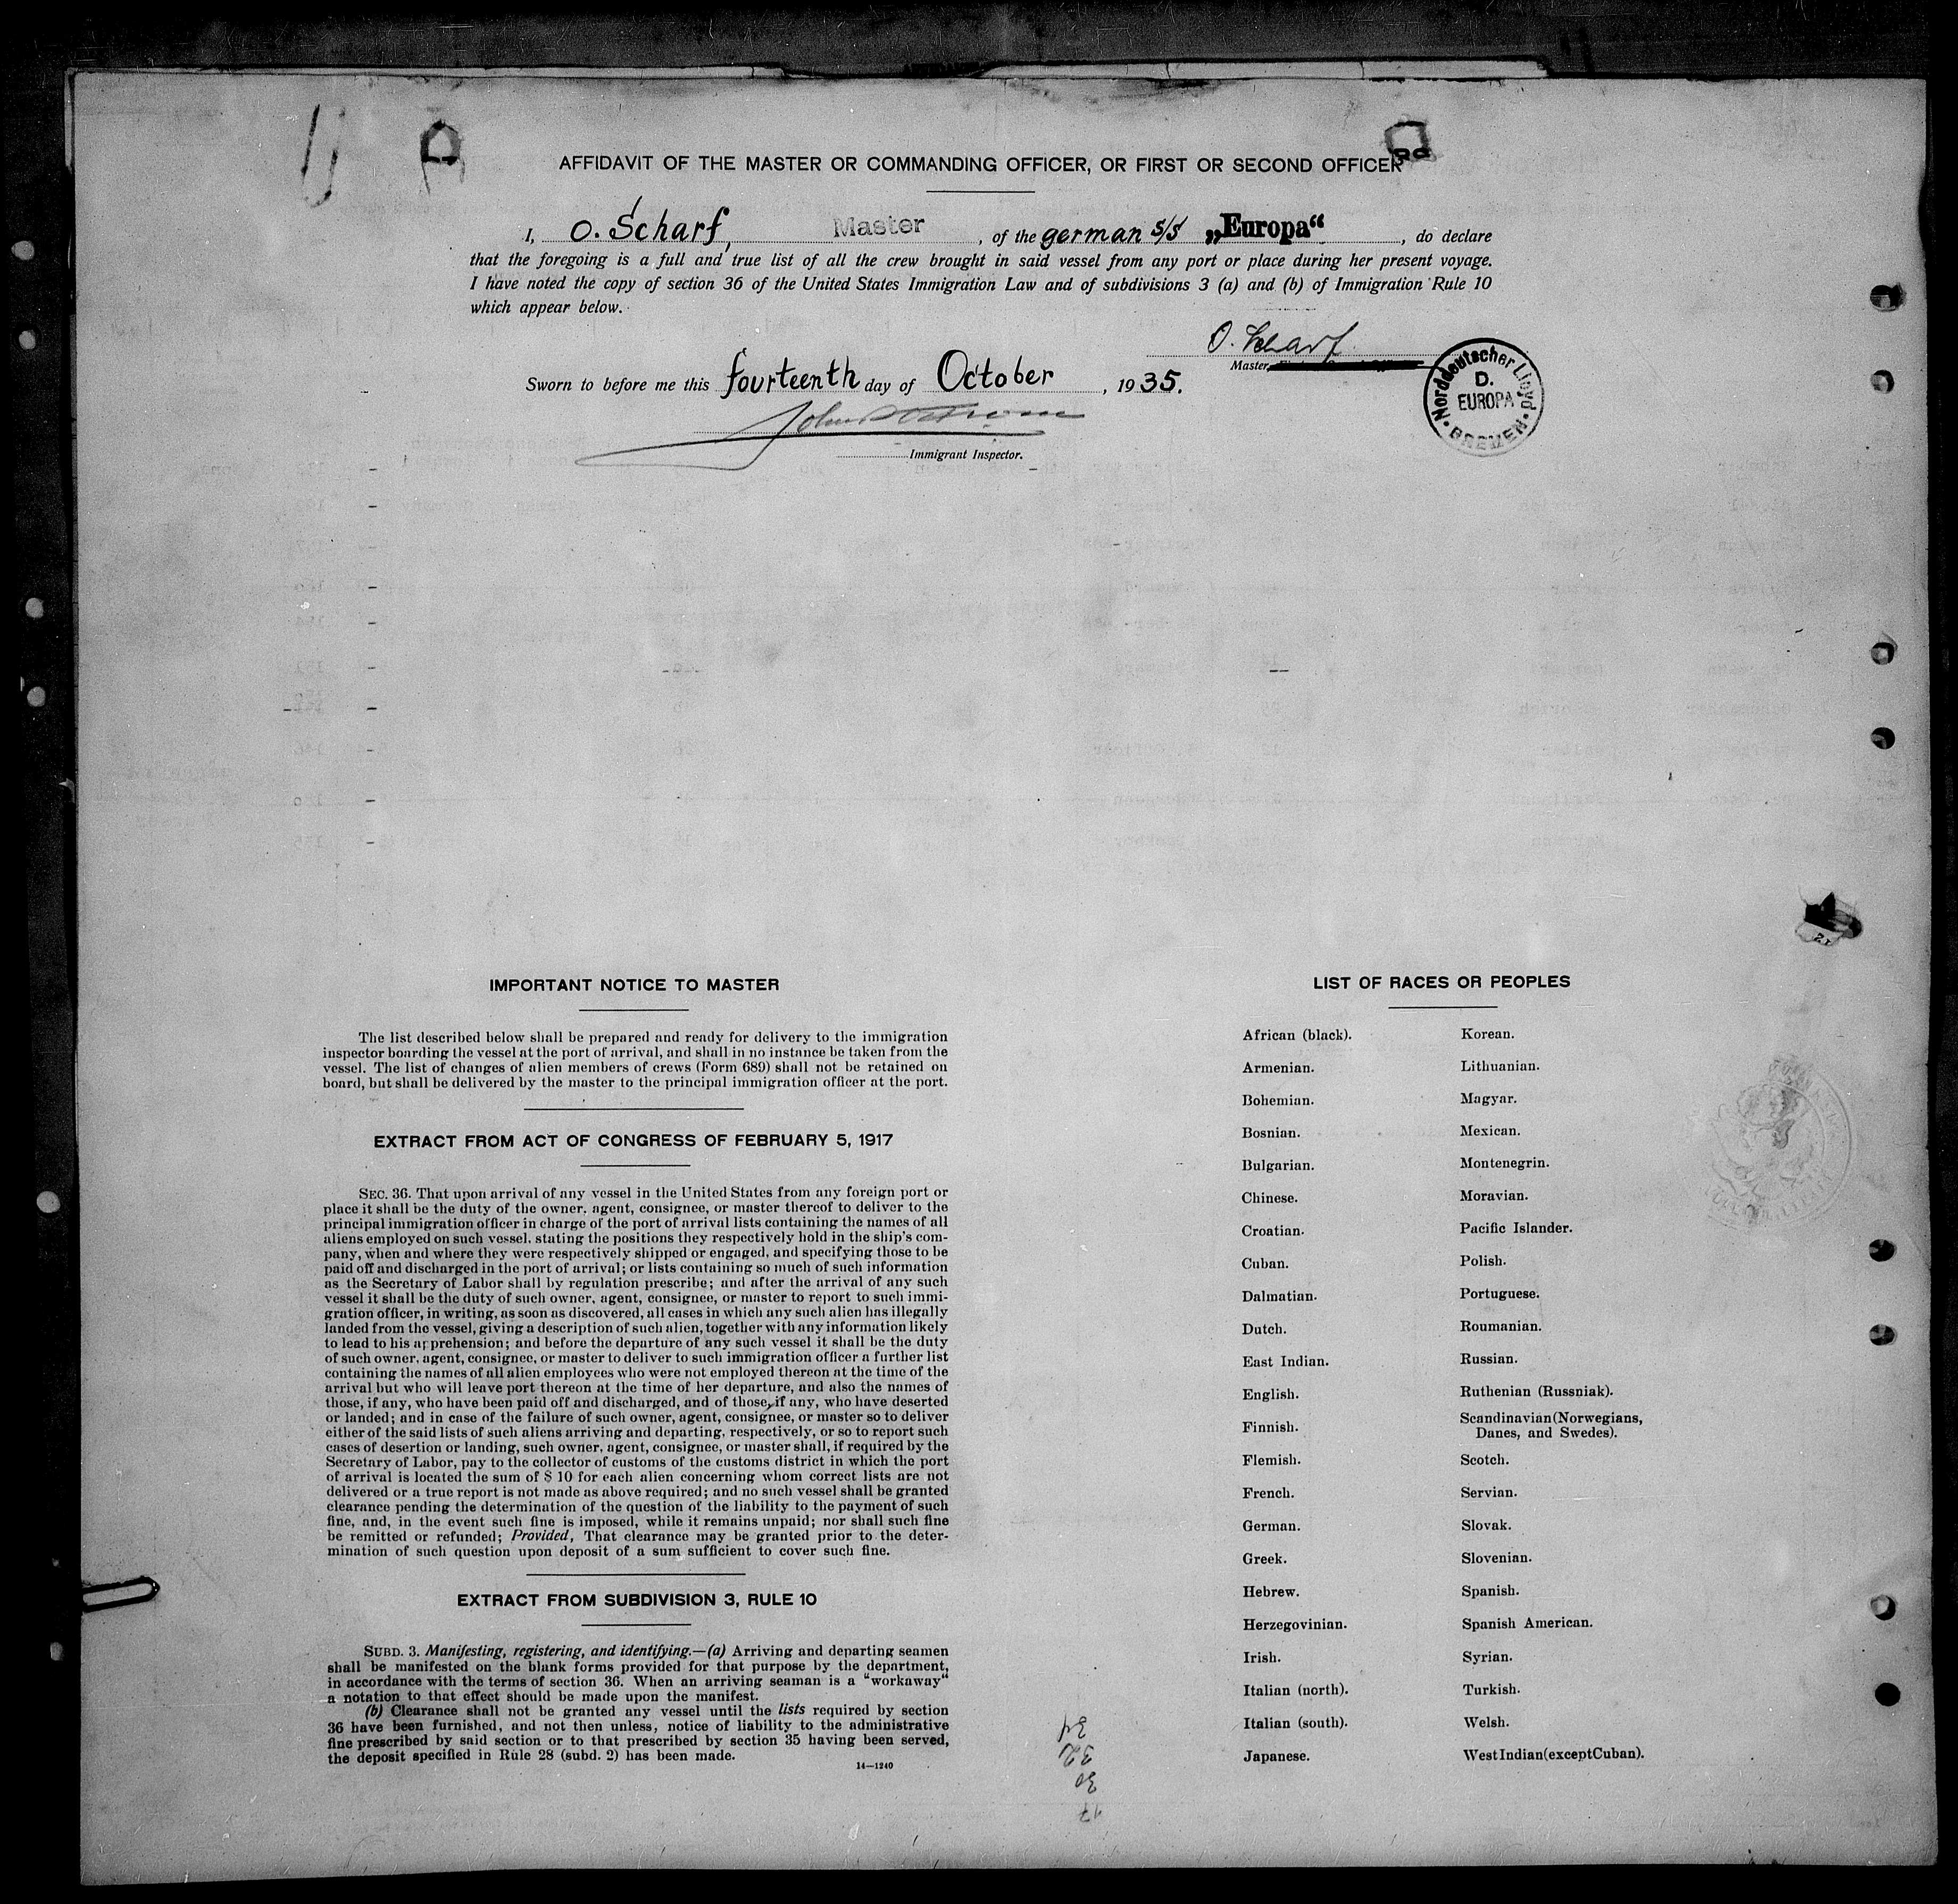 AFFIDAVIT OF THE MASTER OR COMMANDING OFFICER, OR FIRST OR SECOND OFFICER
I, O. Scharf, Master, of the german s/s „Europa“, do declare
that the foregoing is a full and true list of all the crew brought in said vessel from any port or place during her present voyage.
I have noted the copy of section 36 of the United States Immigration Law and of subdivisions 3 (a) and (b) of Immigration Rule 10
which appear below.
O. Scharf
Master,
Sworn to before me this fourteenth day of October, 1935.
Immigrant Inspector.
Norddeutscher Lloyd
D.
EUROPA
BREMEN
IMPORTANT NOTICE TO MASTER
The list described below shall be prepared and ready for delivery to the immigration
inspector boarding the vessel at the port of arrival, and shall in no instance be taken from the
vessel. The list of changes of alien members of crews (Form 689) shall not be retained on
board, but shall be delivered by the master to the principal immigration officer at the port.
EXTRACT FROM ACT OF CONGRESS OF FEBRUARY 5, 1917
SEC. 36. That upon arrival of any vessel in the United States from any foreign port or
place it shall be the duty of the owner, agent, consignee, or master thereof to deliver to the
principal immigration officer in charge of the port of arrival lists containing the names of all
aliens employed on such vessel, stating the positions they respectively hold in the ship's com-
pany, when and where they were respectively shipped or engaged, and specifying those to be
paid off and discharged in the port of arrival; or lists containing so much of such information
as the Secretary of Labor shall by regulation prescribe; and after the arrival of any such
vessel it shall be the duty of such owner, agent, consignee, or master to report to such immi-
gration officer, in writing, as soon as discovered, all cases in which any such alien has illegally
landed from the vessel, giving a description of such alien, together with any information likely
to lead to his apprehension; and before the departure of any such vessel it shall be the duty
of such owner, agent, consignee, or master to deliver to such immigration officer a further list
containing the names of all alien employees who were not employed thereon at the time of the
arrival but who will leave port thereon at the time of her departure, and also the names of
those, if any, who have been paid off and discharged, and of those, if any, who have deserted
or landed; and in case of the failure of such owner, agent, consignee, or master so to deliver
either of the said lists of such aliens arriving and departing, respectively, or so to report such
cases of desertion or landing, such owner, agent, consignee, or master shall, if required by the
Secretary of Labor, pay to the collector of customs of the customs district in which the port
of arrival is located the sum of $ 10 for each alien concerning whom correct lists are not
delivered or a true report is not made as above required; and no such vessel shall be granted
clearance pending the determination of the question of the liability to the payment of such
fine, and, in the event such fine is imposed, while it remains unpaid; nor shall such fine
be remitted or refunded; Provided, That clearance may be granted prior to the deter-
mination of such question upon deposit of a sum sufficient to cover such fine.
EXTRACT FROM SUBDIVISION 3, RULE 10
SUBD. 3. Manifesting, registering, and identifying.—(a) Arriving and departing seamen
shall be manifested on the blank forms provided for that purpose by the department,
in accordance with the terms of section 36. When an arriving seaman is a “workaway“
a notation to that effect should be made upon the manifest.
(b) Clearance shall not be granted any vessel until the lists required by section
36 have been furnished, and not then unless, notice of liability to the administrative
fine prescribed by said section or to that prescribed by section 35 having been served,
the deposit specified in Rule 28 (subd. 2) has been made.
14—1240
LIST OF RACES OR PEOPLES
African (black).
Armenian.
Bohemian.
Bosnian.
Bulgarian.
Chinese.
Croatian.
Cuban.
Dalmatian.
Dutch.
East Indian.
English.
Finnish.
Flemish.
French.
German.
Greek.
Hebrew.
Herzegovinian.
Irish.
Italian (north).
Italian (south).
Japanese.
Korean.
Lithuanian.
Magyar.
Mexican.
Montenegrin.
Moravian.
Pacific Islander.
Polish.
Portuguese.
Roumanian.
Russian.
Ruthenian (Russniak).
Scandinavian (Norwegians,
Danes, and Swedes).
Scotch.
Servian.
Slovak.
Slovenian.
Spanish.
Spanish American.
Syrian.
Turkish.
Welsh.
West Indian (except Cuban).
17
30
32
34